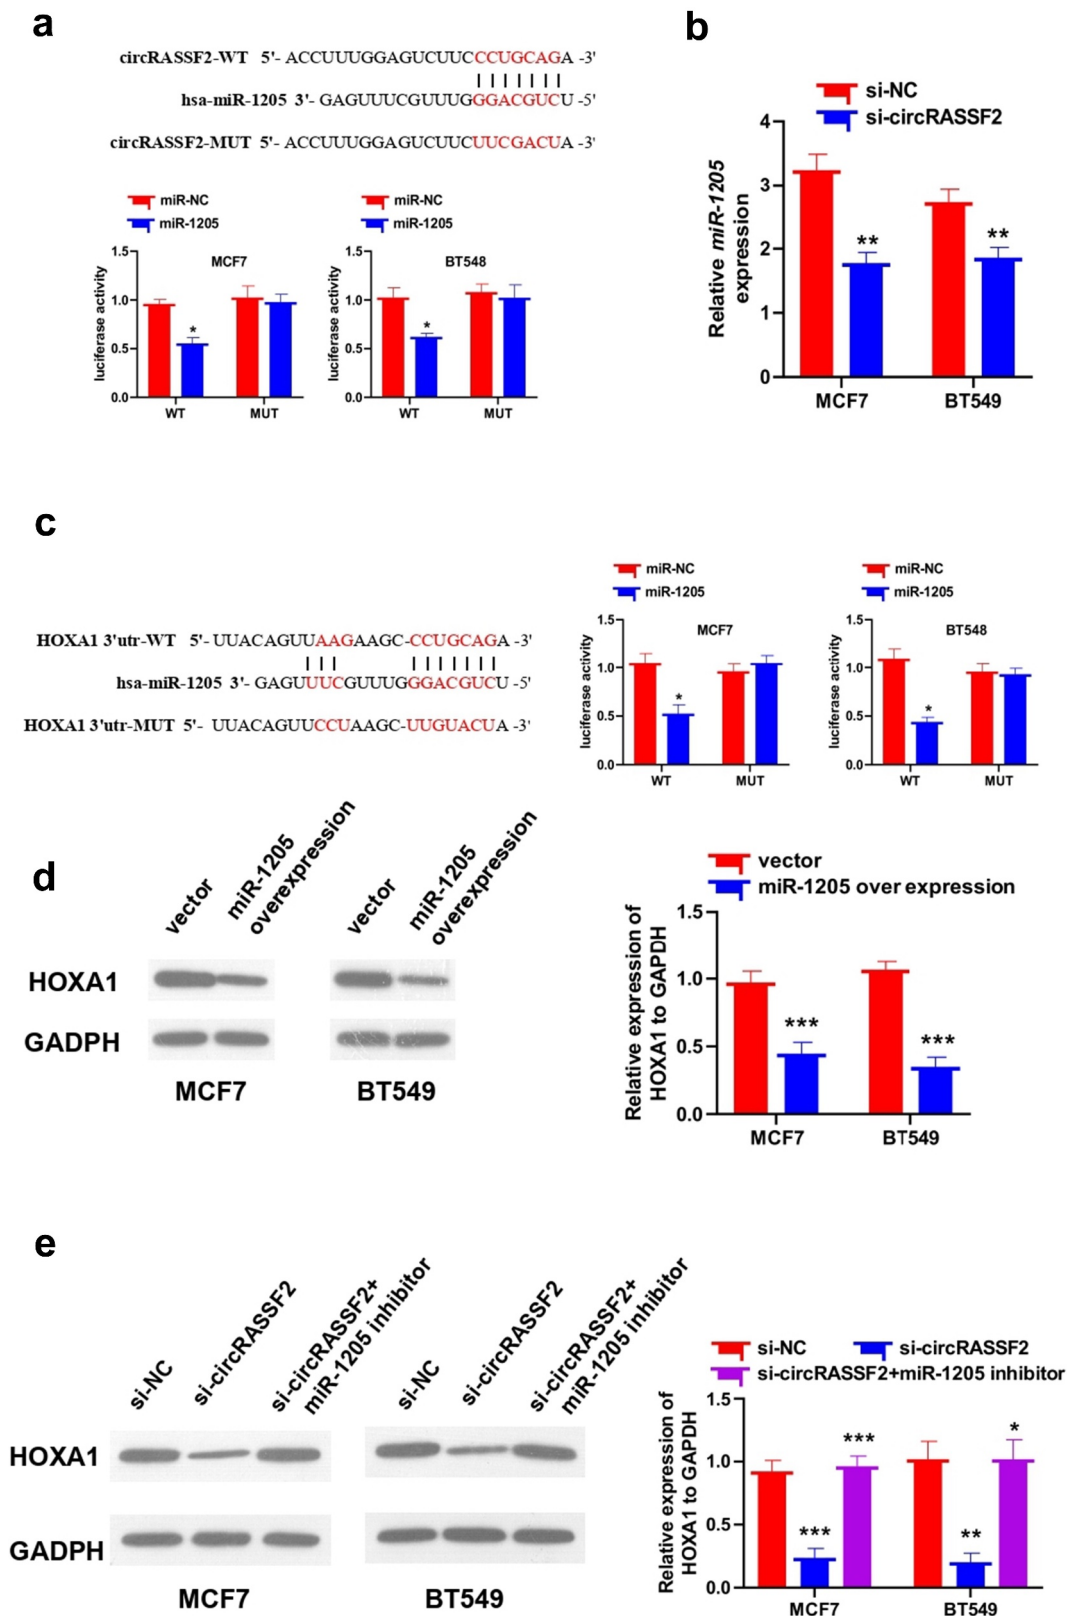 a
circRASSF2-WT 5'- ACCUUUGGAGUCUUCCCUGCAGA -3'
hsa-miR-1205 3'- GAGUUUCGUUUGGGACGUCU -5'
circRASSF2-MUT 5'- ACCUUUGGAGUCUUCUUCGACUA -3'
miR-NC
miR-1205
MCF7
luciferase activity
1.5
1.0
0.5
0.0
*
WT
MUT
miR-NC
miR-1205
BT548
luciferase activity
1.5
1.0
0.5
0.0
*
WT
MUT
b
si-NC
si-circRASSF2
Relative miR-1205
expression
4
3
2
1
0
**
**
MCF7
BT549
c
HOXA1 3'utr-WT 5'- UUACAGUUAAGAAGC-CCUGCAGA -3'
hsa-miR-1205 3'- GAGUUUCGUUUGGGACGUCU -5'
HOXA1 3'utr-MUT 5'- UUACAGUUCCUAAGC-UUGUACUA -3'
miR-NC
miR-1205
MCF7
luciferase activity
1.5
1.0
0.5
0.0
*
WT
MUT
miR-NC
miR-1205
BT548
luciferase activity
1.5
1.0
0.5
0.0
*
WT
MUT
d
vector
miR-1205
overexpression
vector
miR-1205
overexpression
HOXA1
GADPH
MCF7
BT549
vector
miR-1205 over expression
Relative expression of
HOXA1 to GAPDH
1.5
1.0
0.5
0.0
***
***
MCF7
BT549
e
si-NC
si-circRASSF2
si-circRASSF2+
miR-1205 inhibitor
si-NC
si-circRASSF2
si-circRASSF2+
miR-1205 inhibitor
HOXA1
GADPH
MCF7
BT549
si-NC
si-circRASSF2
si-circRASSF2+miR-1205 inhibitor
Relative expression of
HOXA1 to GAPDH
1.5
1.0
0.5
0.0
***
***
**
*
MCF7
BT549